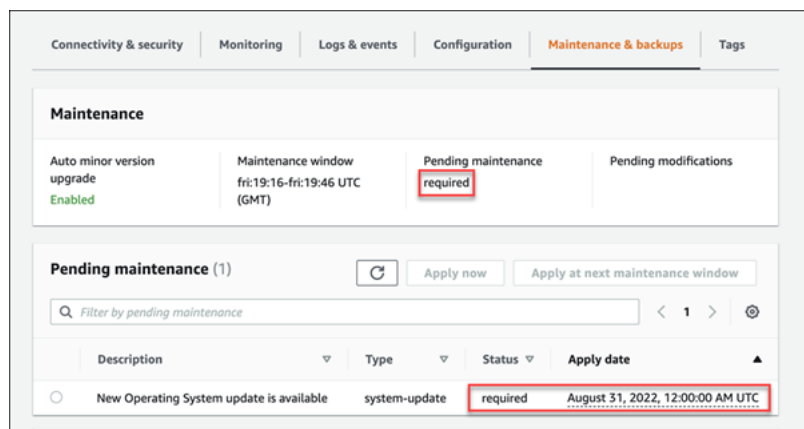 Connectivity & security Monitoring Logs & events Configuration Maintenance & backups Tags
Maintenance
Auto minor version upgrade
Enabled
Maintenance window
fri:19:16-fri:19:46 UTC (GMT)
Pending maintenance
required
Pending modifications
Pending maintenance (1) Apply now Apply at next maintenance window
Filter by pending maintenance 1
Description Type Status Apply date
New Operating System update is available system-update required August 31, 2022, 12:00:00 AM UTC